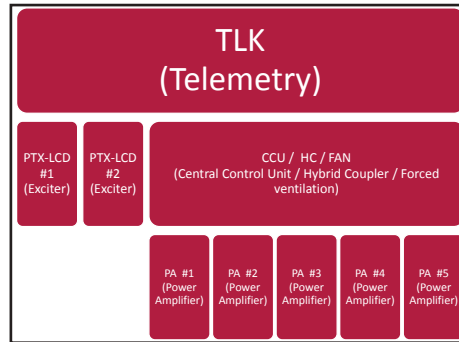 TLK
(Telemetry)
PTX-LCD
#1
(Exciter)
PTX-LCD
#2
(Exciter)
CCU / HC / FAN
(Central Control Unit / Hybrid Coupler / Forced
ventilation)
PA #1
(Power
Amplifier)
PA #2
(Power
Amplifier)
PA #3
(Power
Amplifier)
PA #4
(Power
Amplifier)
PA #5
(Power
Amplifier)